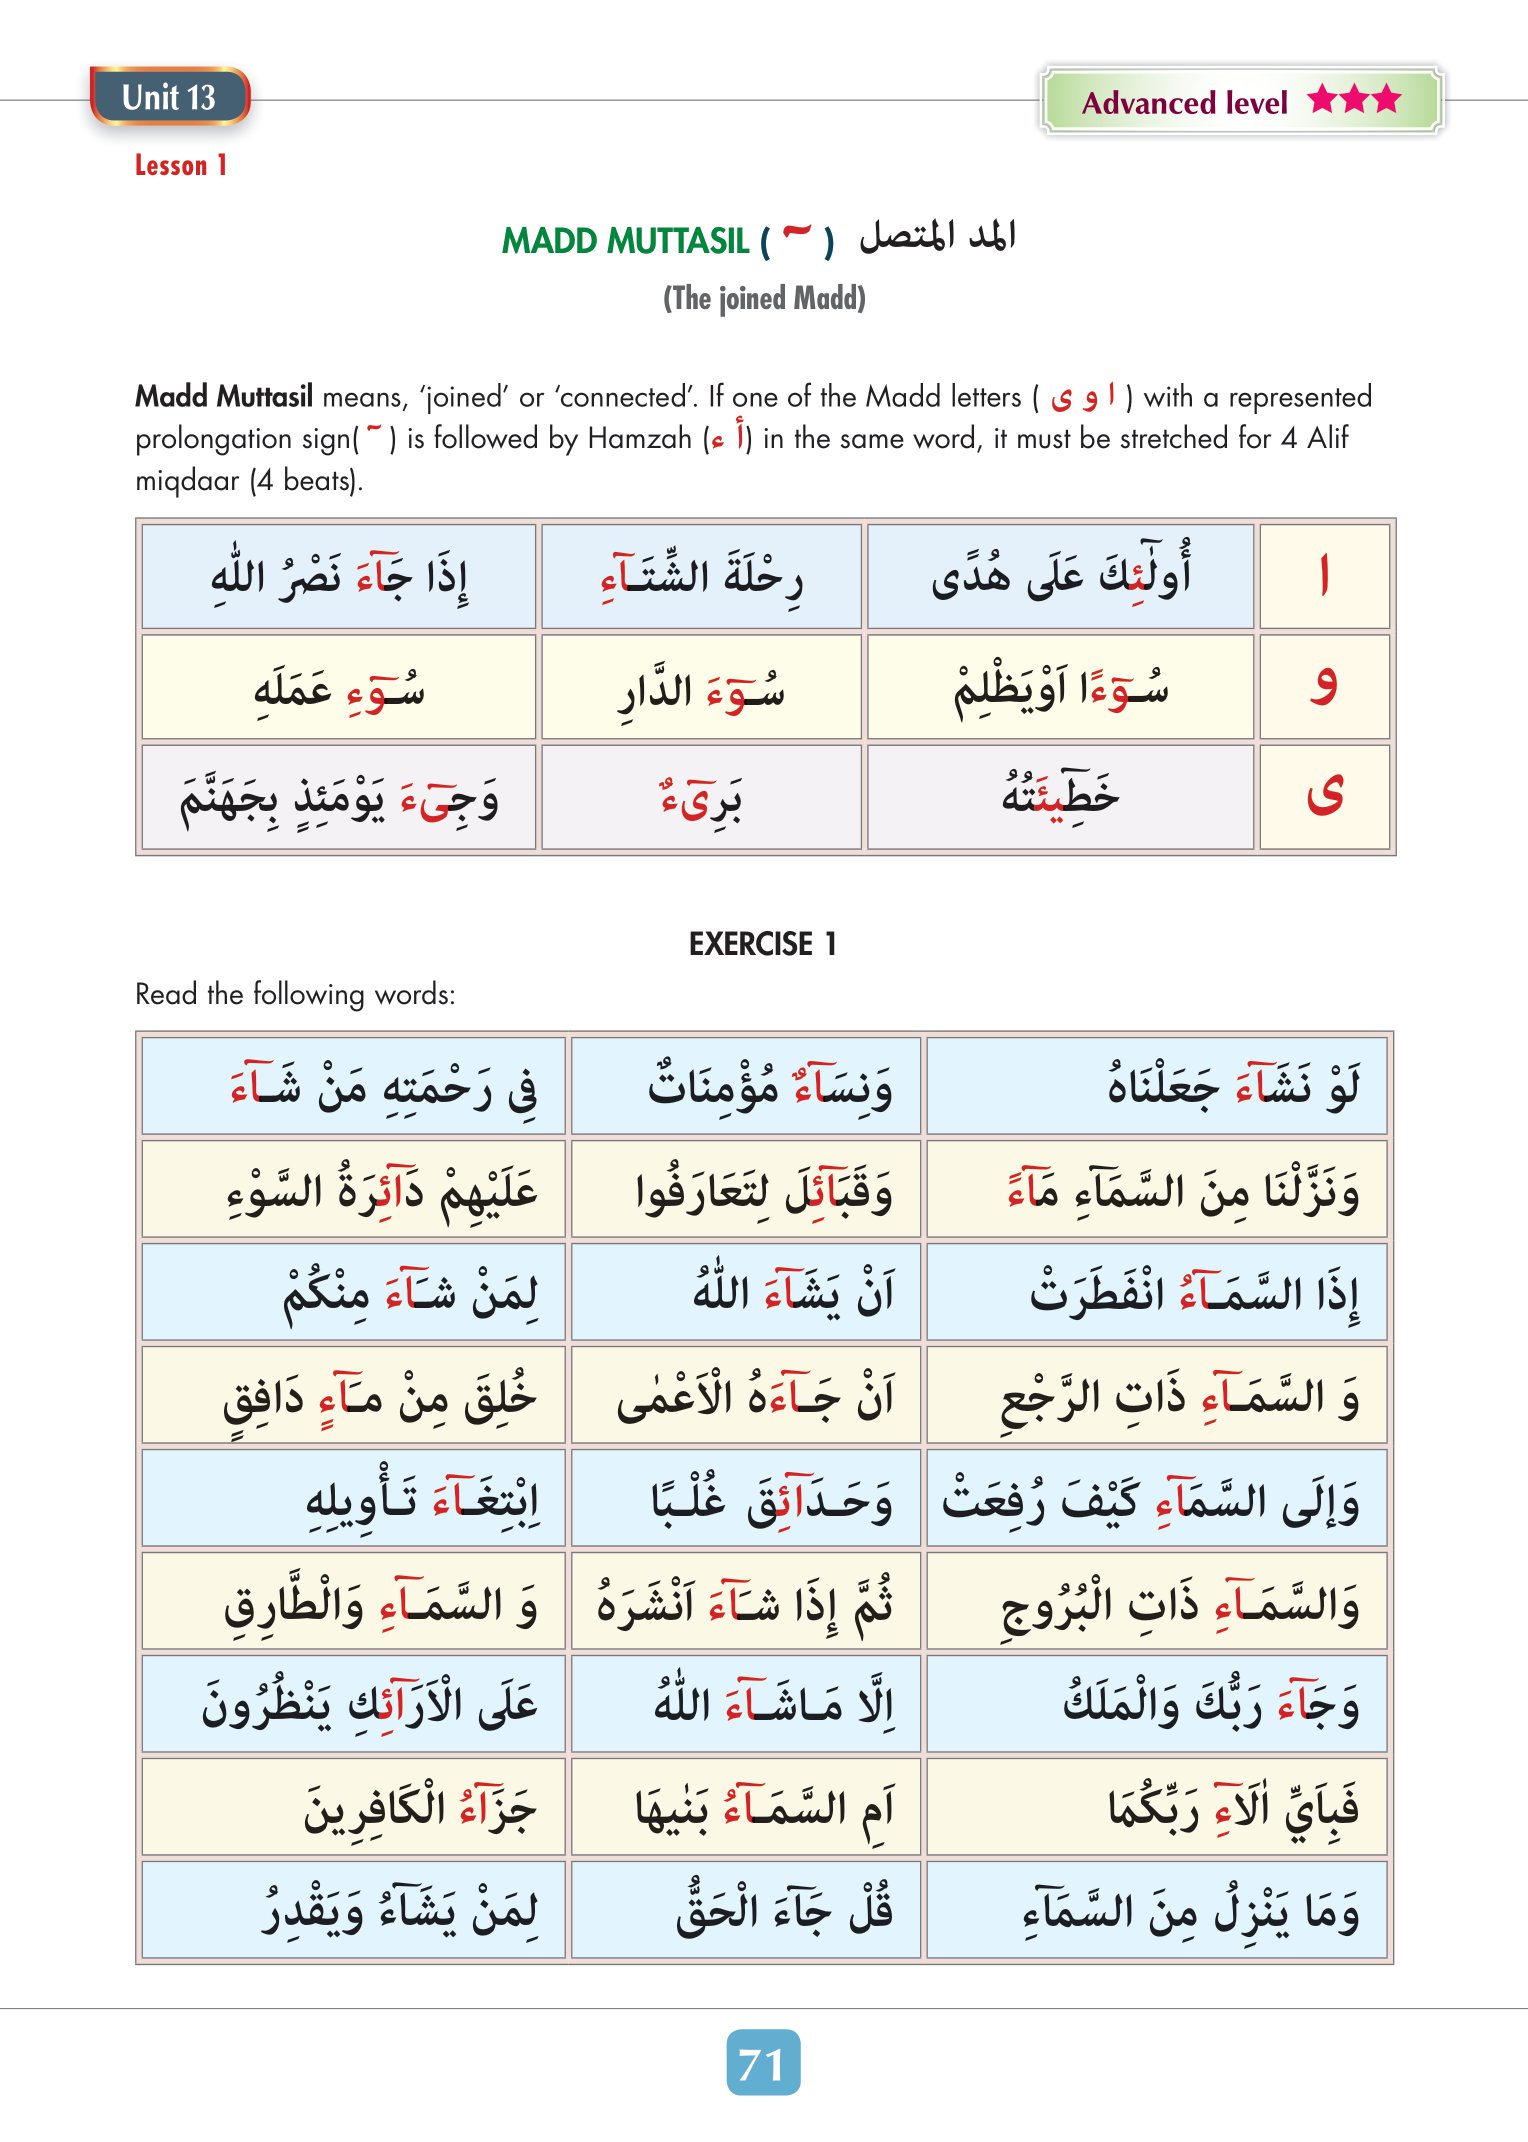 Unit 13
Advanced level
Lesson 1
MADD MUTTASIL ( ٓ ) المد المتصل
(The joined Madd)
Madd Muttasil means, ‘joined’ or ‘connected’. If one of the Madd letters ( ا و ى ) with a represented
prolongation sign( ٓ ) is followed by Hamzah (أ ء) in the same word, it must be stretched for 4 Alif
miqdaar (4 beats).
ا أُولٰٓئِكَ عَلَى هُدًى رِحْلَةَ الشِّتَـآءِ إِذَا جَآءَ نَصْرُ اللّٰهِ
و سُـوٓءًا اَوْيَظْلِمْ سُـوٓءَ الدَّارِ سُـوٓءِ عَمَلَهِ
ى خَطِيٓئَتُهُ بَرِىٓءٌ وَجِىٓءَ يَوْمَئِذٍ بِجَهَنَّمَ
EXERCISE 1
Read the following words:
لَوْ نَشَآءَ جَعَلْنَاهُ وَنِسَآءٌ مُؤْمِنَاتٌ فِى رَحْمَتِهِ مَنْ شَـآءَ
وَنَزَّلْنَا مِنَ السَّمَآءِ مَآءً وَقَبَآئِلَ لِتَعَارَفُوا عَلَيْهِمْ دَآئِرَةُ السَّوْءِ
إِذَا السَّمَـآءُ انْفَطَرَتْ اَنْ يَشَآءَ اللّٰهُ لِمَنْ شَـآءَ مِنْكُمْ
وَ السَّمَـآءِ ذَاتِ الرَّجْعِ اَنْ جَـآءَهُ الْاَعْمٰى خُلِقَ مِنْ مَـآءٍ دَافِقٍ
وَإلَى السَّمَآءِ كَيْفَ رُفِعَتْ وَحَـدَآئِقَ غُلْـبًا اِبْتِغَـآءَ تَـأْوِيلِهِ
وَالسَّمَـآءِ ذَاتِ الْبُرُوجِ ثُمَّ إِذَا شَـآءَ اَنْشَرَهُ وَ السَّمَـآءِ وَالْطَّارِقِ
وَجَآءَ رَبُّكَ وَالْمَلَكُ اِلَّا مَـاشَـآءَ اللّٰهُ عَلَى الْاَرَآئِكِ يَنْظُرُونَ
فَبِاَيِّ اٰلَآءِ رَبِّكُمَا اَمِ السَّمَـآءُ بَنٰيهَا جَزَآءُ الْكَافِرِينَ
وَمَا يَنْزِلُ مِنَ السَّمَآءِ قُلْ جَآءَ الْحَقُّ لِمَنْ يَشَآءُ وَيَقْدِرُ
71